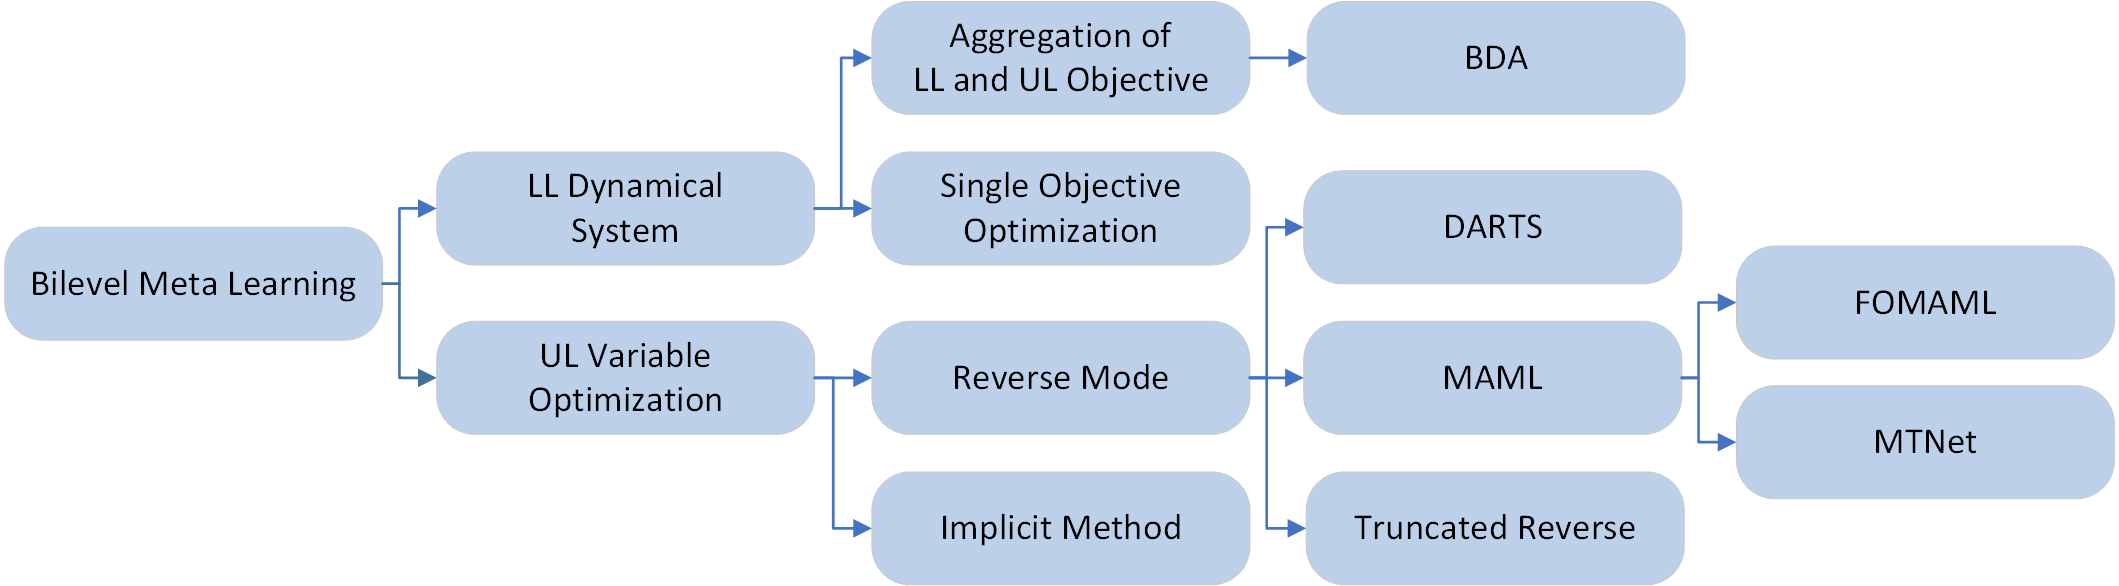 Bilevel Meta Learning
LL Dynamical
System
UL Variable
Optimization
Aggregation of
LL and UL Objective
Single Objective
Optimization
Reverse Mode
Implicit Method
BDA
DARTS
MAML
Truncated Reverse
FOMAML
MTNet